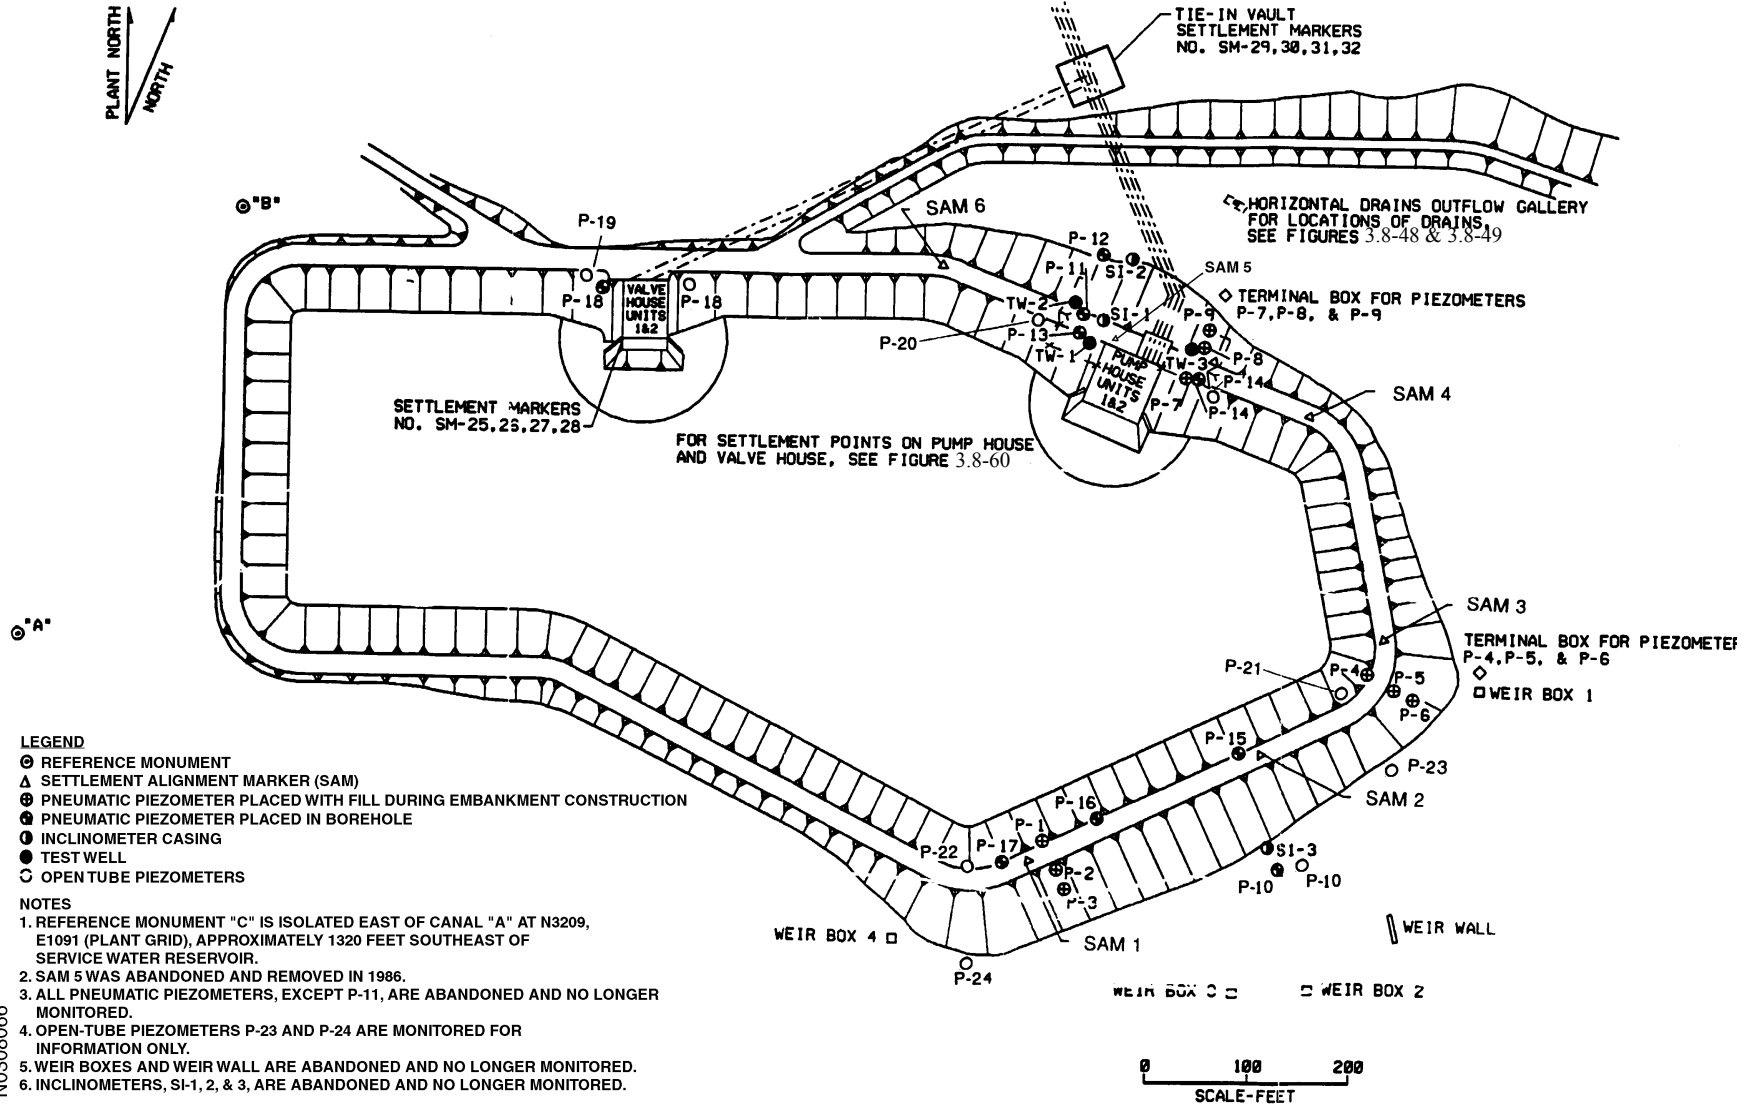 PLANT NORTH
NORTH
TIE-IN VAULT
SETTLEMENT MARKERS
NO. SM-29,30,31,32
HORIZONTAL DRAINS OUTFLOW GALLERY
FOR LOCATIONS OF DRAINS,
SEE FIGURES 3.8-48 & 3.8-49
"B"
P-19
SAM 6
P-12
SI-2
P-11
SAM 5
TERMINAL BOX FOR PIEZOMETERS
P-7,P-8, & P-9
P-18
VALVE
HOUSE
UNITS
1&2
P-18
TW-2
SI-1
P-9
P-13
P-20
TW-1
PUMP
HOUSE
UNITS
1&2
TW-3
P-8
P-14
P-7
P-14
SAM 4
SETTLEMENT MARKERS
NO. SM-25,26,27,28
FOR SETTLEMENT POINTS ON PUMP HOUSE
AND VALVE HOUSE, SEE FIGURE 3.8-60
SAM 3
"A"
TERMINAL BOX FOR PIEZOMETER
P-4,P-5, & P-6
WEIR BOX 1
P-21
P-4
P-5
P-6
P-15
P-23
SAM 2
P-16
P-1
P-17
P-22
P-2
P-3
SI-3
P-10
P-10
WEIR BOX 4
SAM 1
WEIR WALL
P-24
WEIR BOX
WEIR BOX 2
LEGEND
REFERENCE MONUMENT
SETTLEMENT ALIGNMENT MARKER (SAM)
PNEUMATIC PIEZOMETER PLACED WITH FILL DURING EMBANKMENT CONSTRUCTION
PNEUMATIC PIEZOMETER PLACED IN BOREHOLE
INCLINOMETER CASING
TEST WELL
OPEN TUBE PIEZOMETERS
NOTES
1. REFERENCE MONUMENT "C" IS ISOLATED EAST OF CANAL "A" AT N3209,
E1091 (PLANT GRID), APPROXIMATELY 1320 FEET SOUTHEAST OF
SERVICE WATER RESERVOIR.
2. SAM 5 WAS ABANDONED AND REMOVED IN 1986.
3. ALL PNEUMATIC PIEZOMETERS, EXCEPT P-11, ARE ABANDONED AND NO LONGER
MONITORED.
4. OPEN-TUBE PIEZOMETERS P-23 AND P-24 ARE MONITORED FOR
INFORMATION ONLY.
5. WEIR BOXES AND WEIR WALL ARE ABANDONED AND NO LONGER MONITORED.
6. INCLINOMETERS, SI-1, 2, & 3, ARE ABANDONED AND NO LONGER MONITORED.
0 100 200
SCALE-FEET